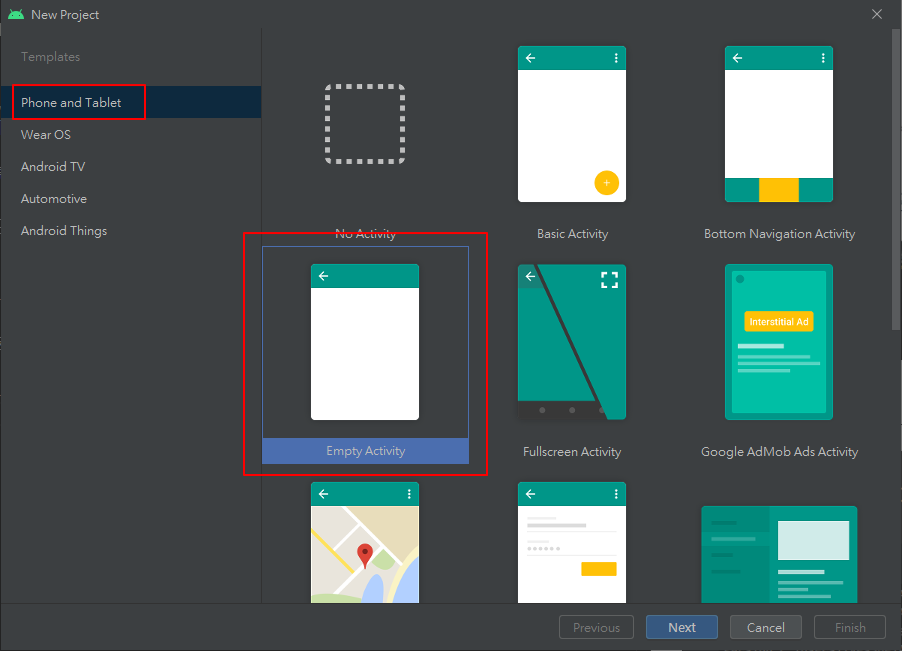 New Project
Templates
Phone and Tablet
Wear OS
Android TV
Automotive
Android Things
No Activity
Basic Activity
Bottom Navigation Activity
Empty Activity
Fullscreen Activity
Interstitial Ad
Google AdMob Ads Activity
Previous
Next
Cancel
Finish